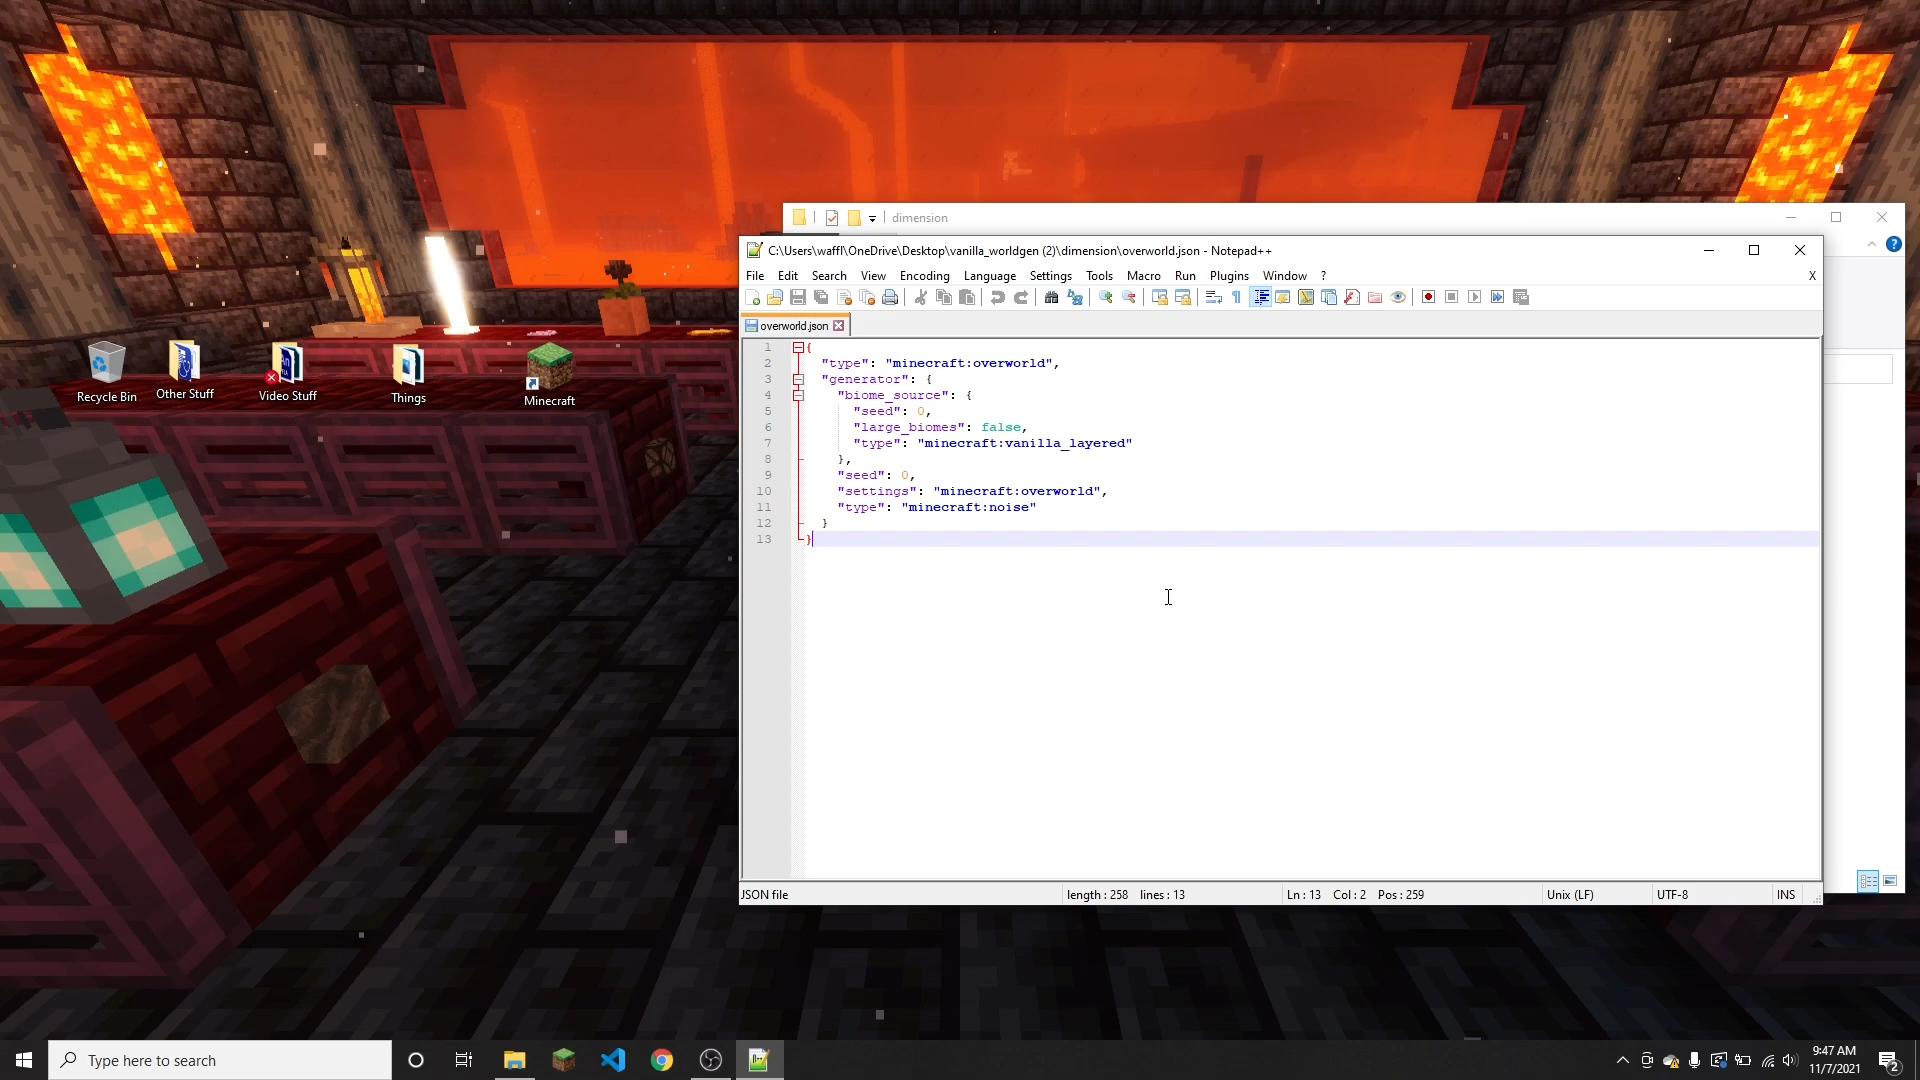 dimension
C:\Users\waffl\OneDrive\Desktop\vanilla_worldgen (2)\dimension\overworld.json - Notepad++
File Edit Search View Encoding Language Settings Tools Macro Run Plugins Window ? X
overworld.json
1 {
2 "type": "minecraft:overworld",
3 "generator": {
4 "biome_source": {
5 "seed": 0,
6 "large_biomes": false,
7 "type": "minecraft:vanilla_layered"
8 },
9 "seed": 0,
10 "settings": "minecraft:overworld",
11 "type": "minecraft:noise"
12 }
13 }
Recycle Bin
Other Stuff
Video Stuff
Things
Minecraft
JSON file length : 258 lines : 13 Ln : 13 Col : 2 Pos : 259 Unix (LF) UTF-8 INS
Type here to search
9:47 AM
11/7/2021
2